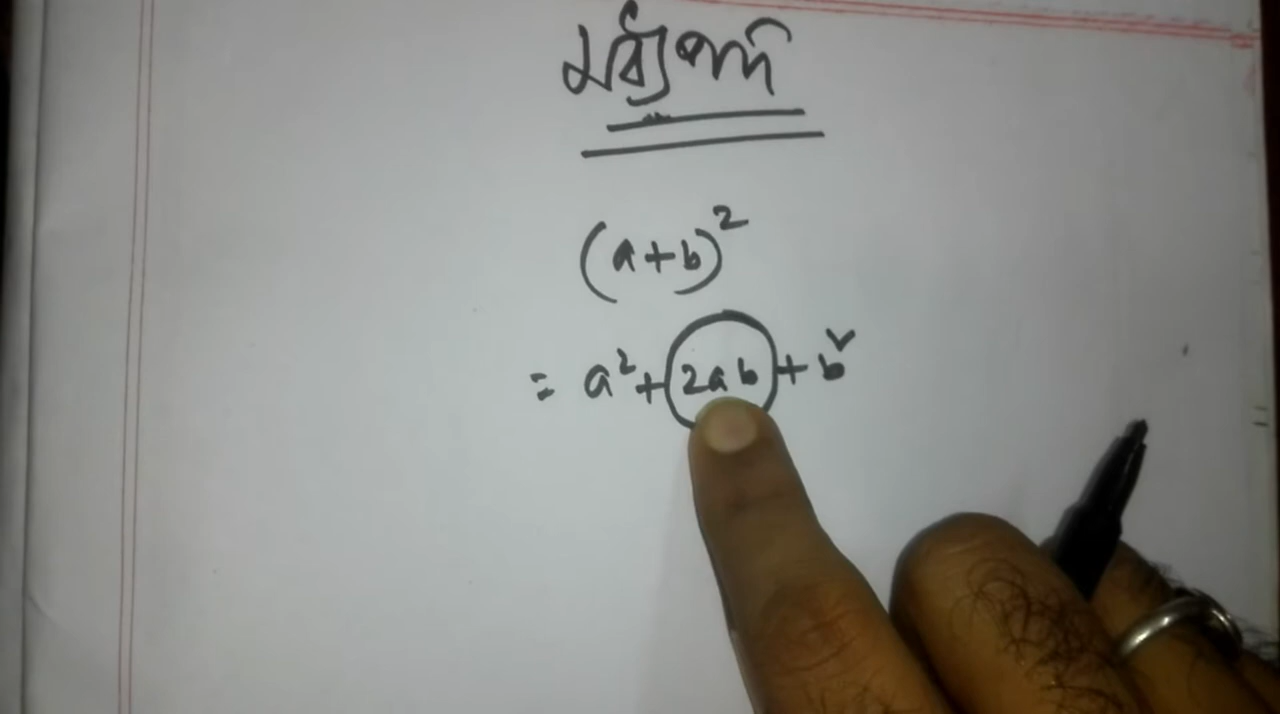 মধ্যপদ
(a+b)²
= a² + 2ab + b²